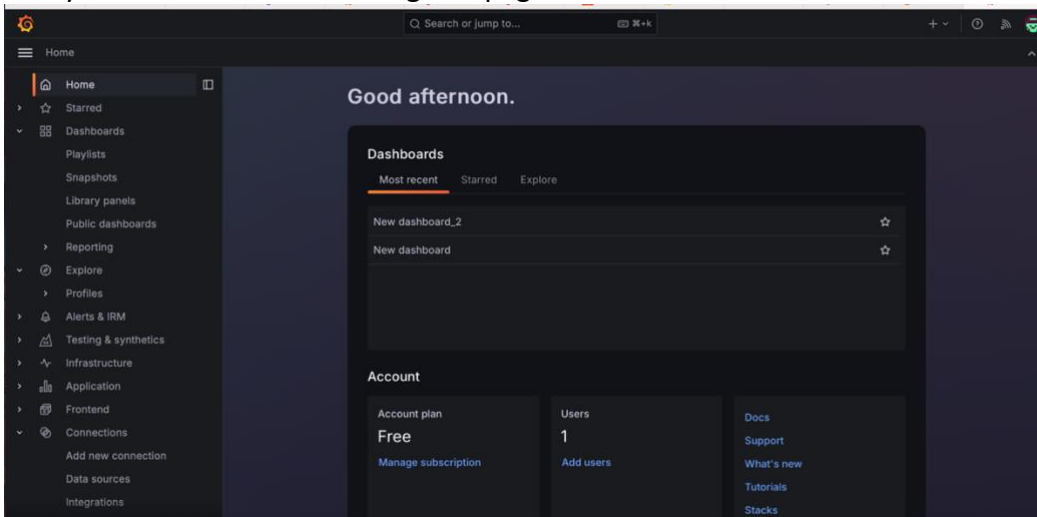 Search or jump to...
⌘+k
Home
Home
Starred
Dashboards
Playlists
Snapshots
Library panels
Public dashboards
Reporting
Explore
Profiles
Alerts & IRM
Testing & synthetics
Infrastructure
Application
Frontend
Connections
Add new connection
Data sources
Integrations
Good afternoon.
Dashboards
Most recent Starred Explore
New dashboard_2
New dashboard
Account
Account plan
Free
Manage subscription
Users
1
Add users
Docs
Support
What's new
Tutorials
Stacks